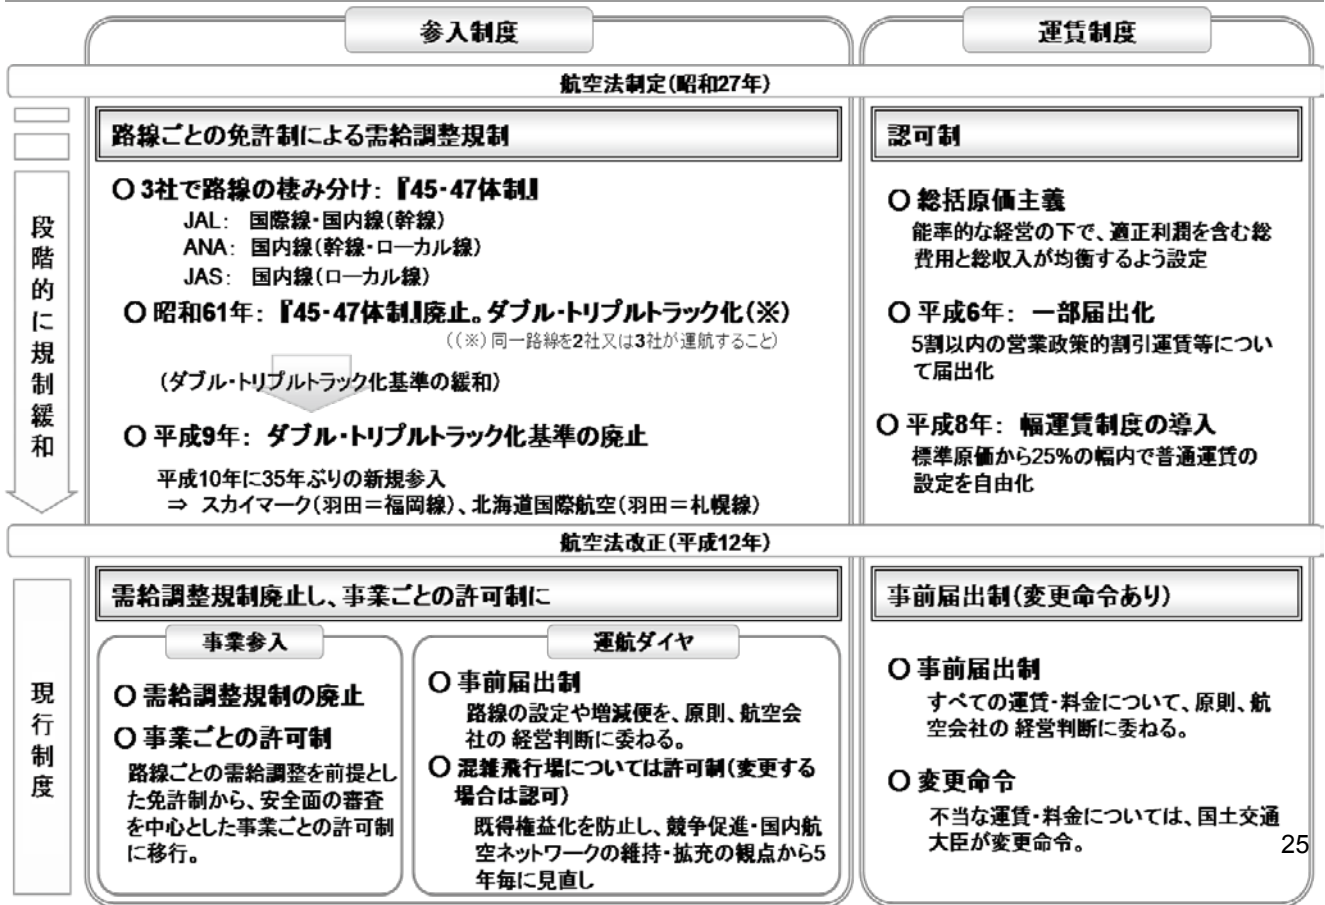 参入制度
運賃制度
航空法制定(昭和27年)
段階的に規制緩和
路線ごとの免許制による需給調整規制
〇 3社で路線の棲み分け: 『45・47体制』
JAL: 国際線・国内線(幹線)
ANA: 国内線(幹線・ローカル線)
JAS: 国内線(ローカル線)
〇 昭和61年: 『45・47体制』廃止。ダブル・トリプルトラック化(※)
((※)同一路線を2社又は3社が運航すること)
(ダブル・トリプルトラック化基準の緩和)
〇 平成9年: ダブル・トリプルトラック化基準の廃止
平成10年に35年ぶりの新規参入
⇒ スカイマーク(羽田=福岡線)、北海道国際航空(羽田=札幌線)
認可制
〇 総括原価主義
能率的な経営の下で、適正利潤を含む総
費用と総収入が均衡するよう設定
〇 平成6年: 一部届出化
5割以内の営業政策的割引運賃等につい
て届出化
〇 平成8年: 幅運賃制度の導入
標準原価から25%の幅内で普通運賃の
設定を自由化
航空法改正(平成12年)
現行制度
需給調整規制廃止し、事業ごとの許可制に
事業参入
〇 需給調整規制の廃止
〇 事業ごとの許可制
路線ごとの需給調整を前提とし
た免許制から、安全面の審査
を中心とした事業ごとの許可制
に移行。
運航ダイヤ
〇 事前届出制
路線の設定や増減便を、原則、航空会
社の 経営判断に委ねる。
〇 混雑飛行場については許可制(変更する
場合は認可)
既得権益化を防止し、競争促進・国内航
空ネットワークの維持・拡充の観点から5
年毎に見直し
事前届出制(変更命令あり)
〇 事前届出制
すべての運賃・料金について、原則、航
空会社の 経営判断に委ねる。
〇 変更命令
不当な運賃・料金については、国土交通
大臣が変更命令。
25